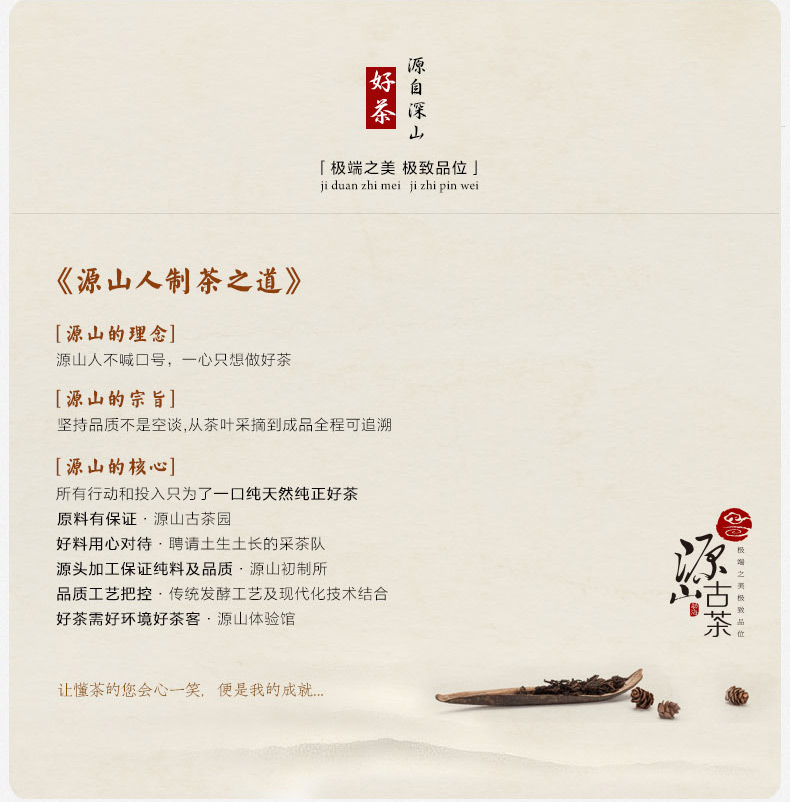 好茶
源自深山
「极端之美 极致品位」
ji duan zhi mei ji zhi pin wei
《源山人制茶之道》
[源山的理念]
源山人不喊口号，一心只想做好茶
[源山的宗旨]
坚持品质不是空谈,从茶叶采摘到成品全程可追溯
[源山的核心]
所有行动和投入只为了一口纯天然纯正好茶
原料有保证 · 源山古茶园
好料用心对待 · 聘请土生土长的采茶队
源头加工保证纯料及品质 · 源山初制所
品质工艺把控 · 传统发酵工艺及现代化技术结合
好茶需好环境好茶客 · 源山体验馆
源山古茶
极端之美极致品位
让懂茶的您会心一笑, 便是我的成就...